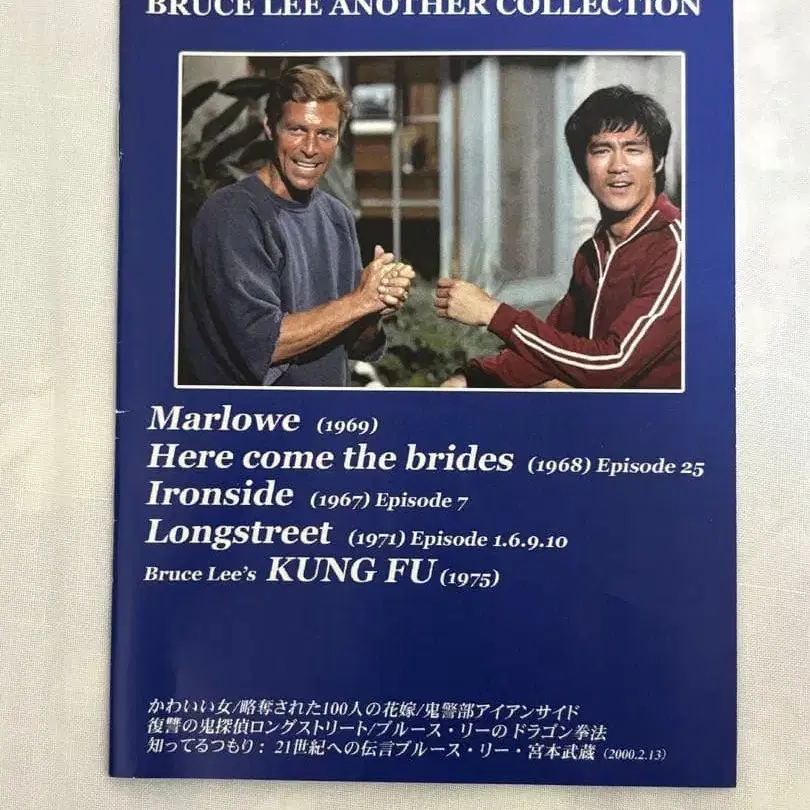 BRUCE LEE ANOTHER COLLECTION
Marlowe (1969)
Here come the brides (1968) Episode 25
Ironside (1967) Episode 7
Longstreet (1971) Episode 1.6.9.10
Bruce Lee's KUNG FU (1975)
かわいい女/略奪された100人の花嫁/鬼警部アイアンサイド
復讐の鬼探偵ロングストリート/ブルース・リーのドラゴン拳法
知ってるつもり: 21世紀への伝言ブルース・リー・宮本武蔵 (2000.2.13)